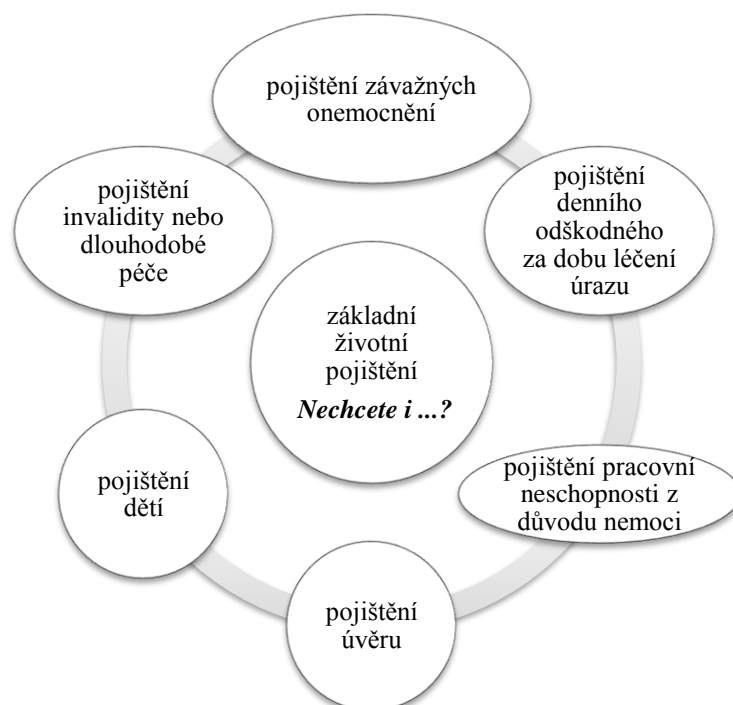 pojištění závažných
onemocnění
pojištění
denního
odškodného
za dobu léčení
úrazu
pojištění pracovní
neschopnosti z
důvodu nemoci
pojištění
úvěru
pojištění
dětí
pojištění
invalidity nebo
dlouhodobé
péče
základní
životní
pojištění
Nechcete i ...?